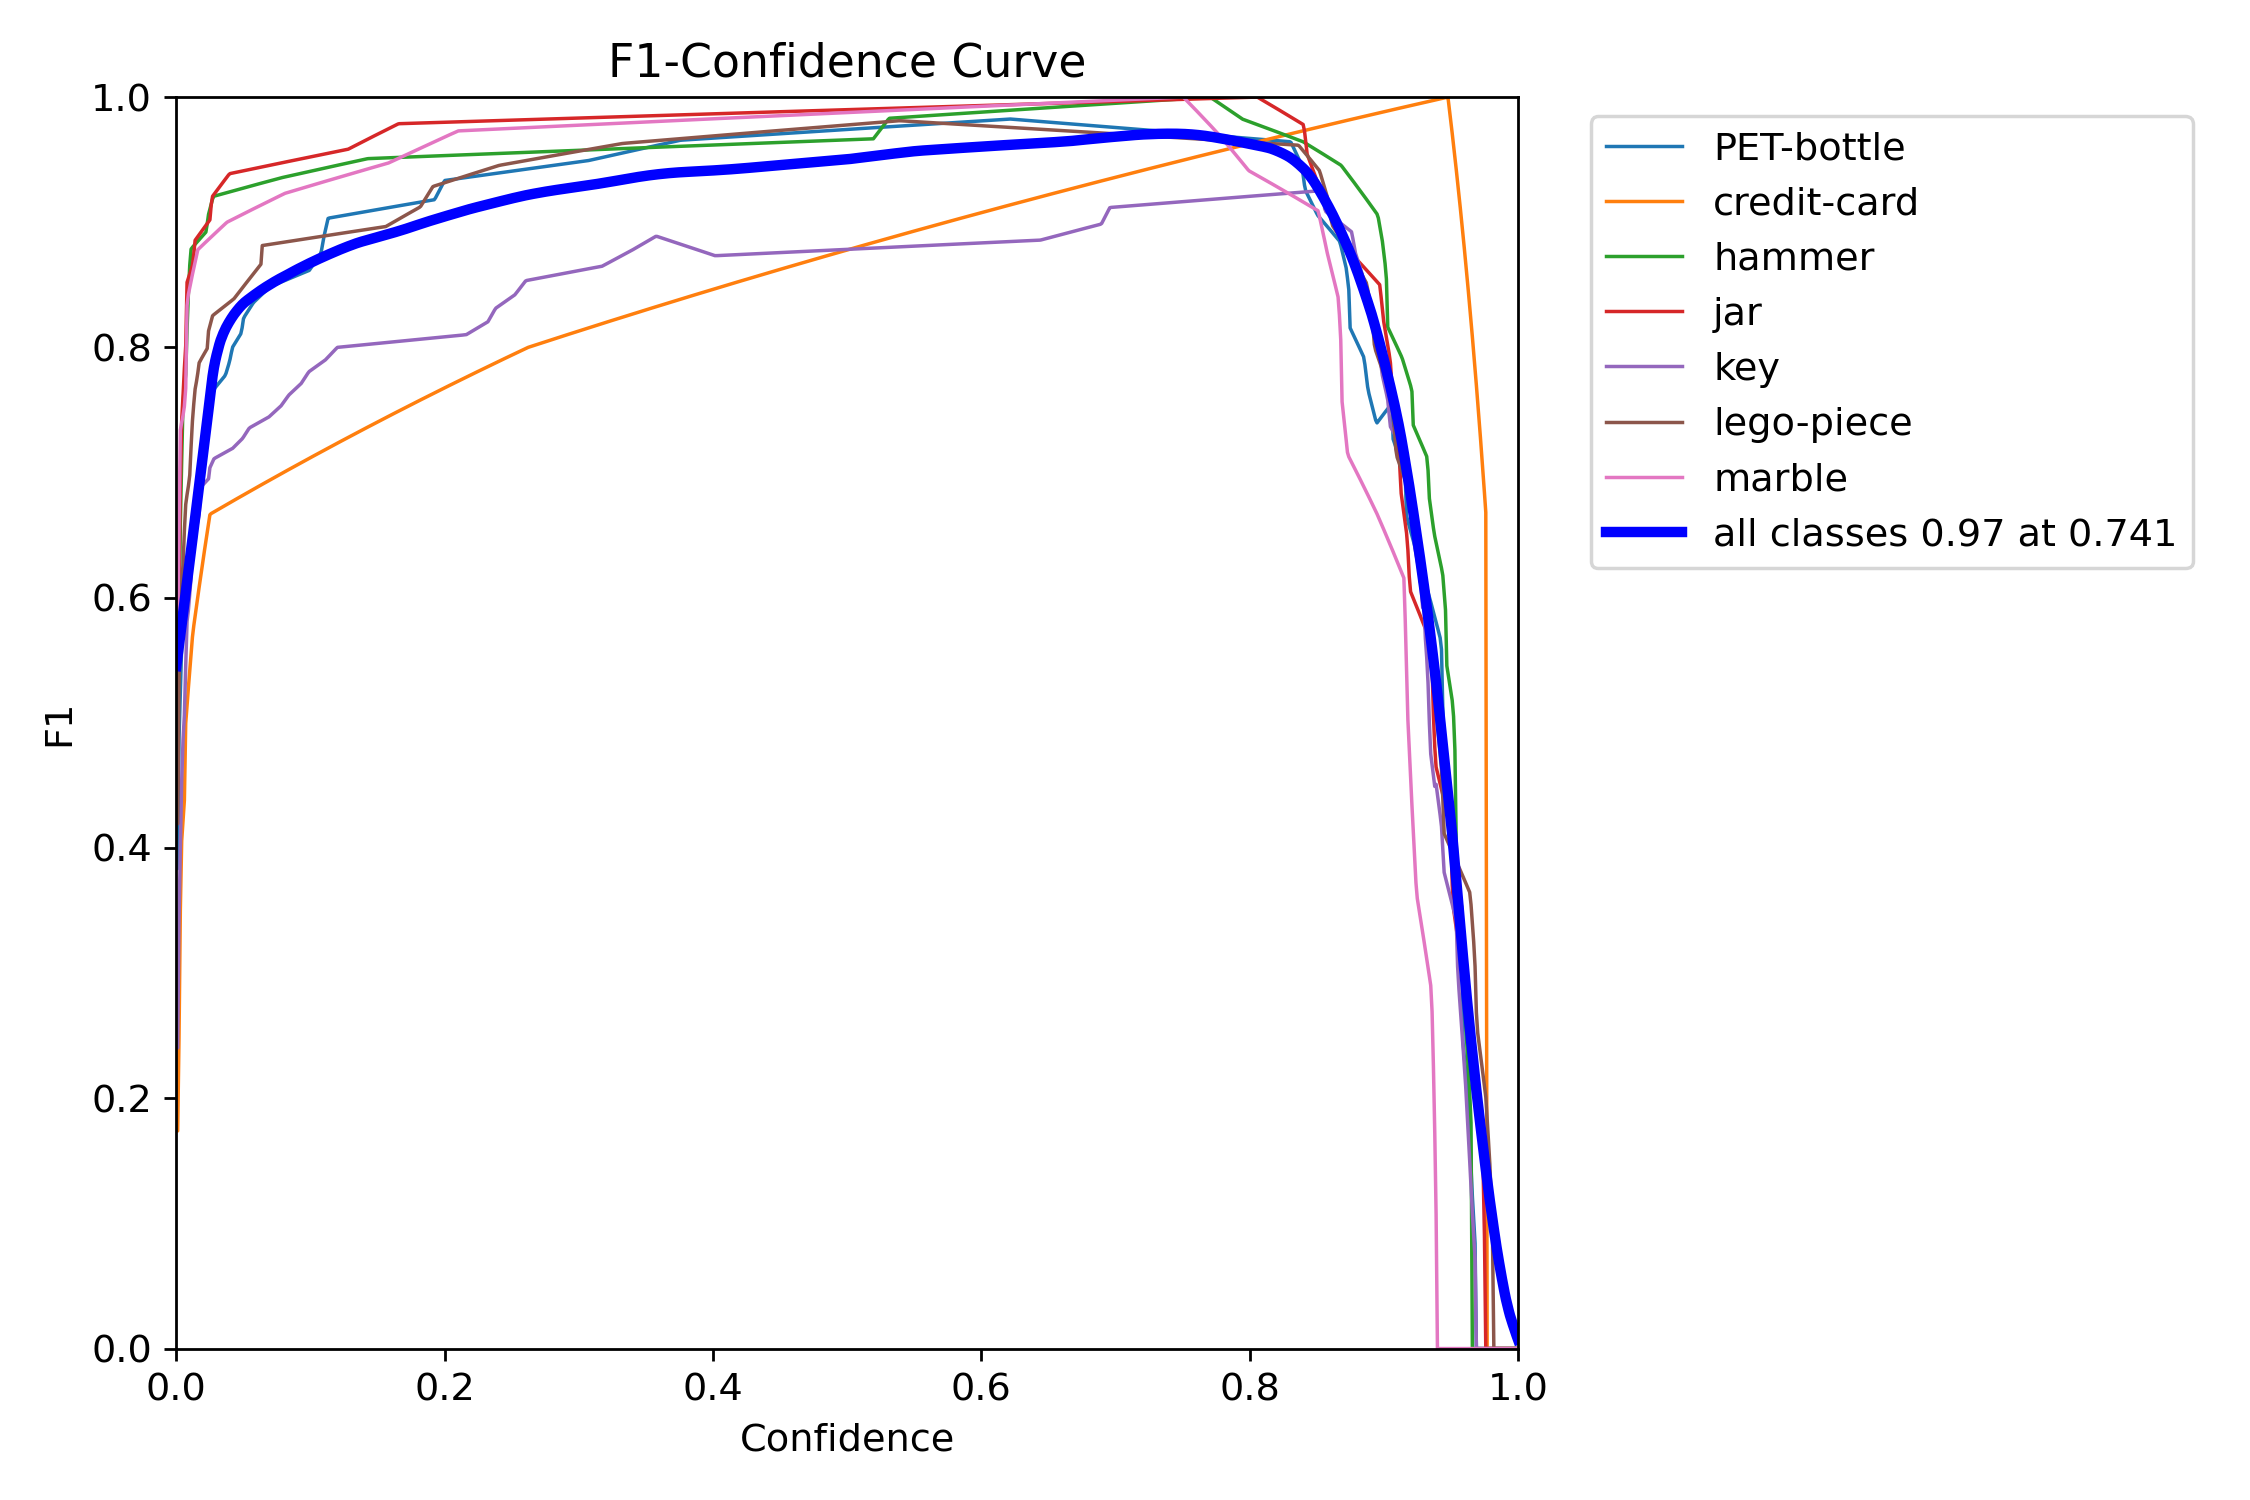 F1-Confidence Curve
1.0
0.8
0.6
0.4
0.2
0.0
F1
0.0 0.2 0.4 0.6 0.8 1.0
Confidence
PET-bottle
credit-card
hammer
jar
key
lego-piece
marble
all classes 0.97 at 0.741